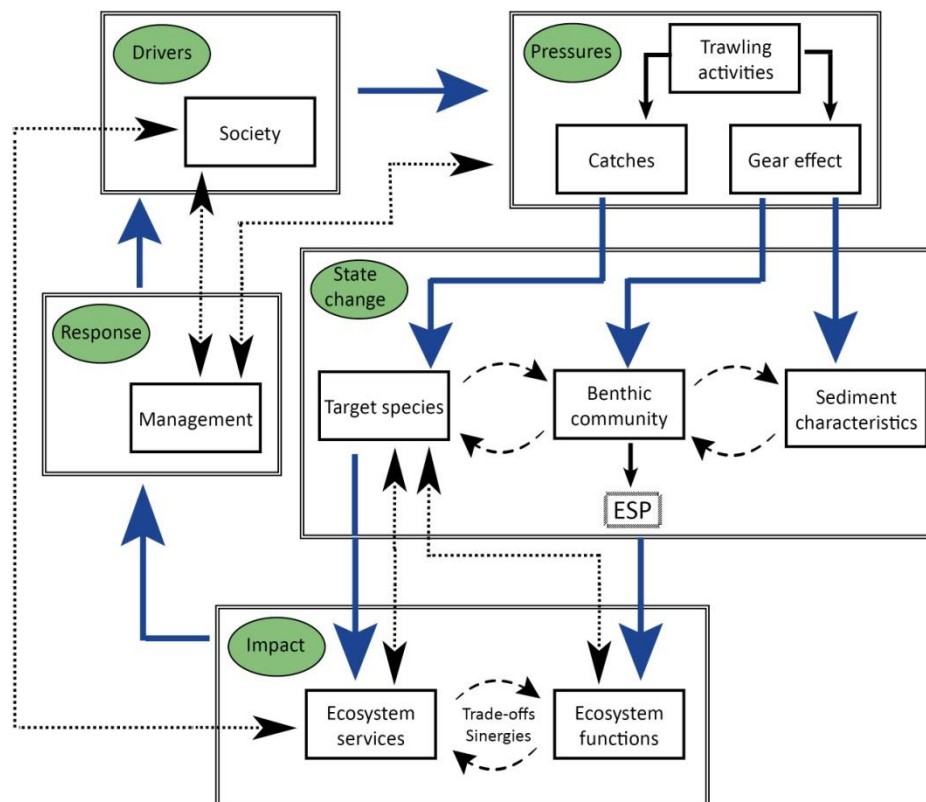 Drivers
Society
Pressures
Trawling
activities
Catches
Gear effect
State
change
Response
Management
Target species
Benthic
community
Sediment
characteristics
ESP
Impact
Ecosystem
services
Trade-offs
Sinergies
Ecosystem
functions